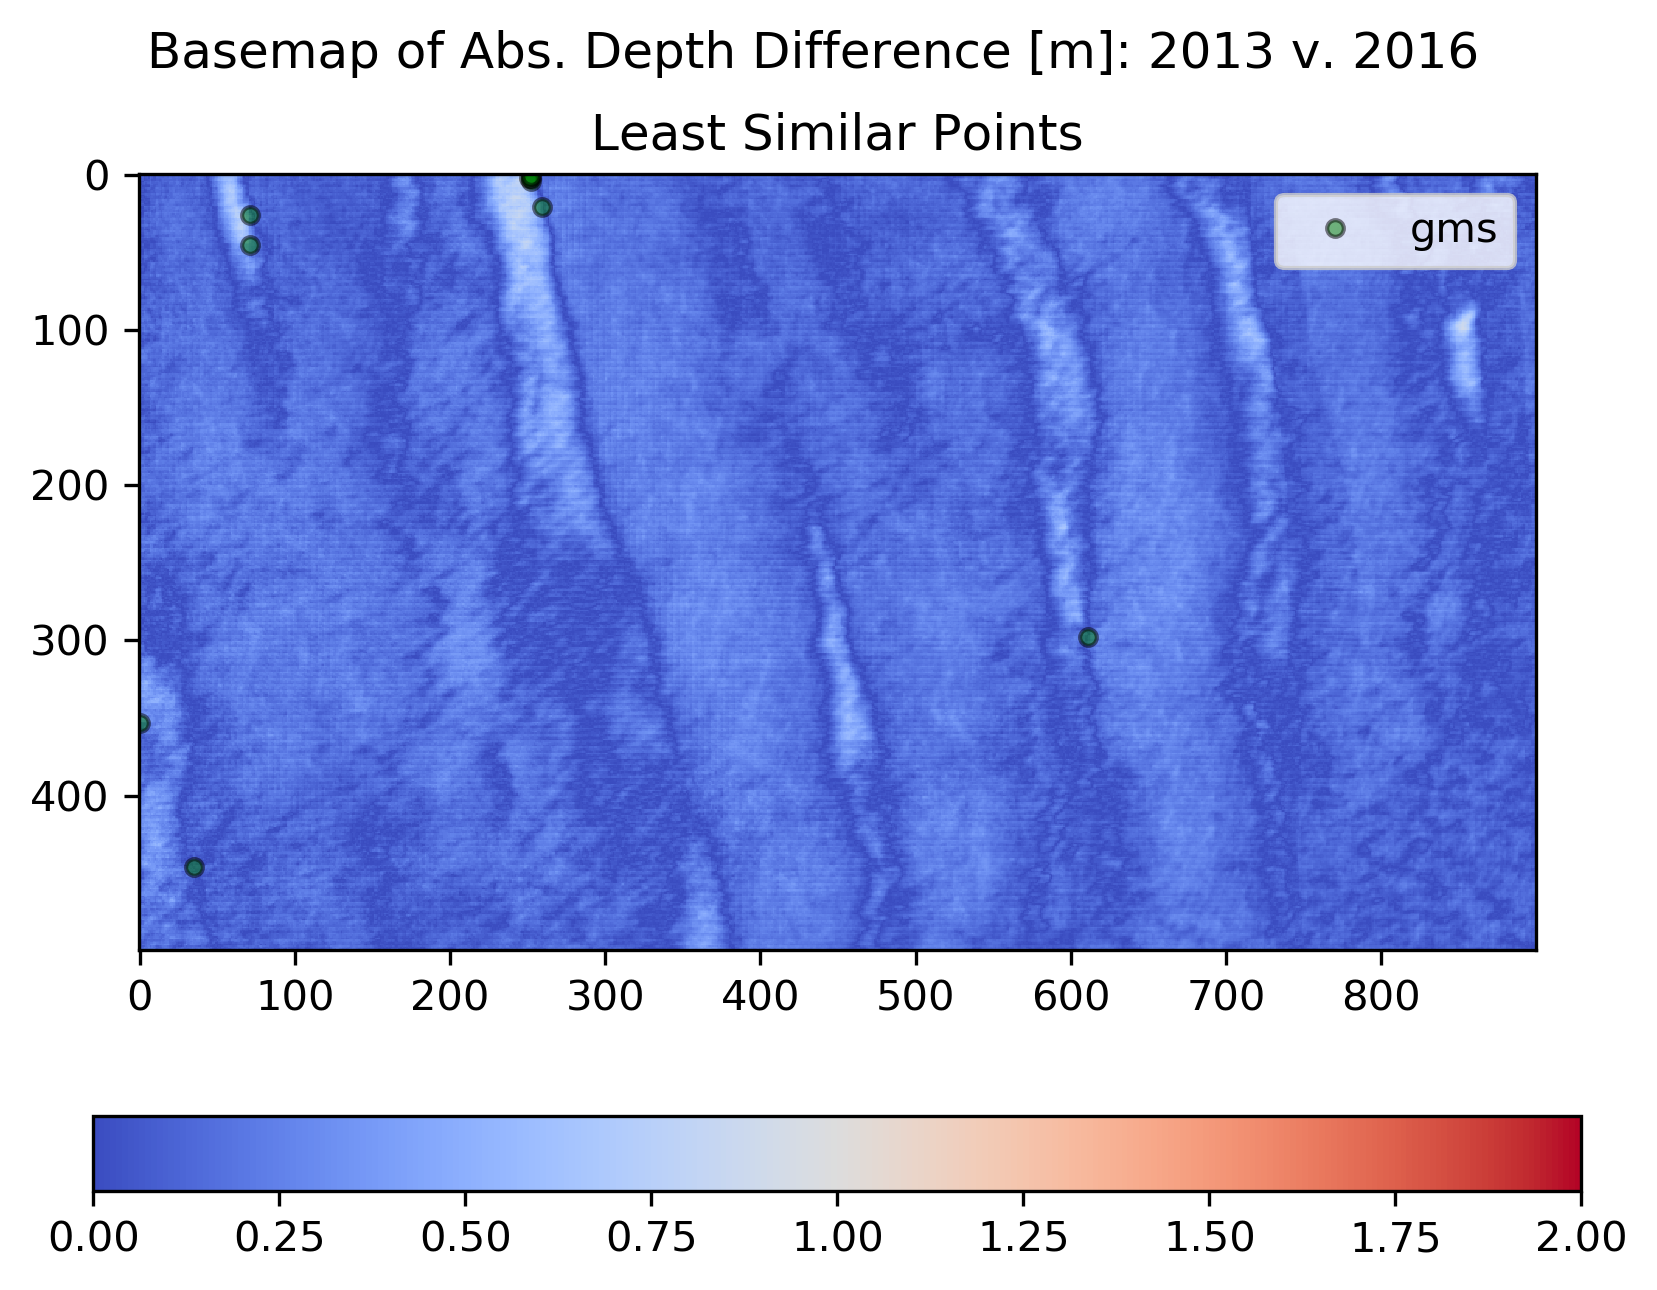 Basemap of Abs. Depth Difference [m]: 2013 v. 2016
Least Similar Points
gms
0
100
200
300
400
0 100 200 300 400 500 600 700 800
0.00 0.25 0.50 0.75 1.00 1.25 1.50 1.75 2.00